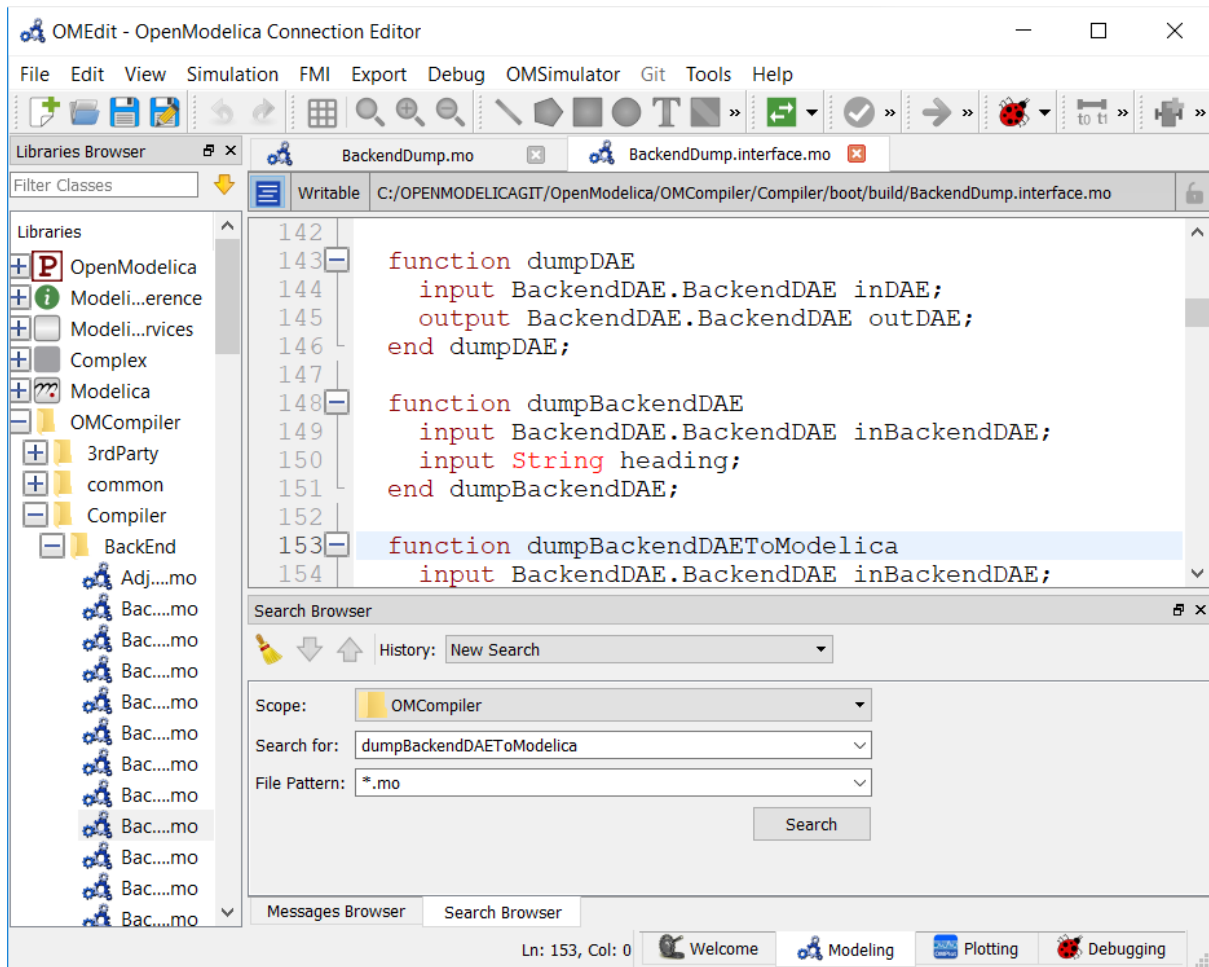 OMEdit - OpenModelica Connection Editor
File Edit View Simulation FMI Export Debug OMSimulator Git Tools Help
T » » » to t1 » »
Libraries Browser
BackendDump.mo BackendDump.interface.mo
Filter Classes
Writable C:/OPENMODELICAGIT/OpenModelica/OMCompiler/Compiler/boot/build/BackendDump.interface.mo
Libraries
P OpenModelica
i Modeli...erence
Modeli...rvices
Complex
Modelica
OMCompiler
3rdParty
common
Compiler
BackEnd
Adj....mo
Bac....mo
Bac....mo
Bac....mo
Bac....mo
Bac....mo
Bac....mo
Bac....mo
Bac....mo
Bac....mo
Bac....mo
Bac....mo
142
143 function dumpDAE
144 input BackendDAE.BackendDAE inDAE;
145 output BackendDAE.BackendDAE outDAE;
146 end dumpDAE;
147
148 function dumpBackendDAE
149 input BackendDAE.BackendDAE inBackendDAE;
150 input String heading;
151 end dumpBackendDAE;
152
153 function dumpBackendDAEToModelica
154 input BackendDAE.BackendDAE inBackendDAE;
Search Browser
History: New Search
Scope: OMCompiler
Search for: dumpBackendDAEToModelica
File Pattern: *.mo
Search
Messages Browser Search Browser
Ln: 153, Col: 0 Welcome Modeling Plotting Debugging